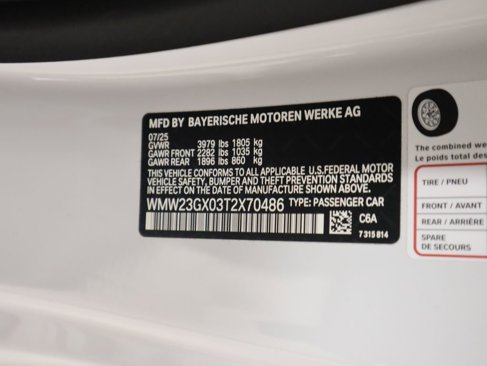 MFD BY BAYERISCHE MOTOREN WERKE AG
07/25
GVWR 3979 lbs 1805 kg
GAWR FRONT 2282 lbs 1035 kg
GAWR REAR 1896 lbs 860 kg
THIS VEHICLE CONFORMS TO ALL APPLICABLE U.S.FEDERAL MOTOR
VEHICLE SAFETY, BUMPER AND THEFT PREVENTION STANDARDS
IN EFFECT ON THE DATE OF MANUFACTURE SHOWN ABOVE.
WMW23GX03T2X70486 TYPE: PASSENGER CAR
C6A
7 315 814
The combined we
Le poids total des
TIRE / PNEU
FRONT / AVANT
REAR / ARRIÈRE
SPARE
DE SECOURS